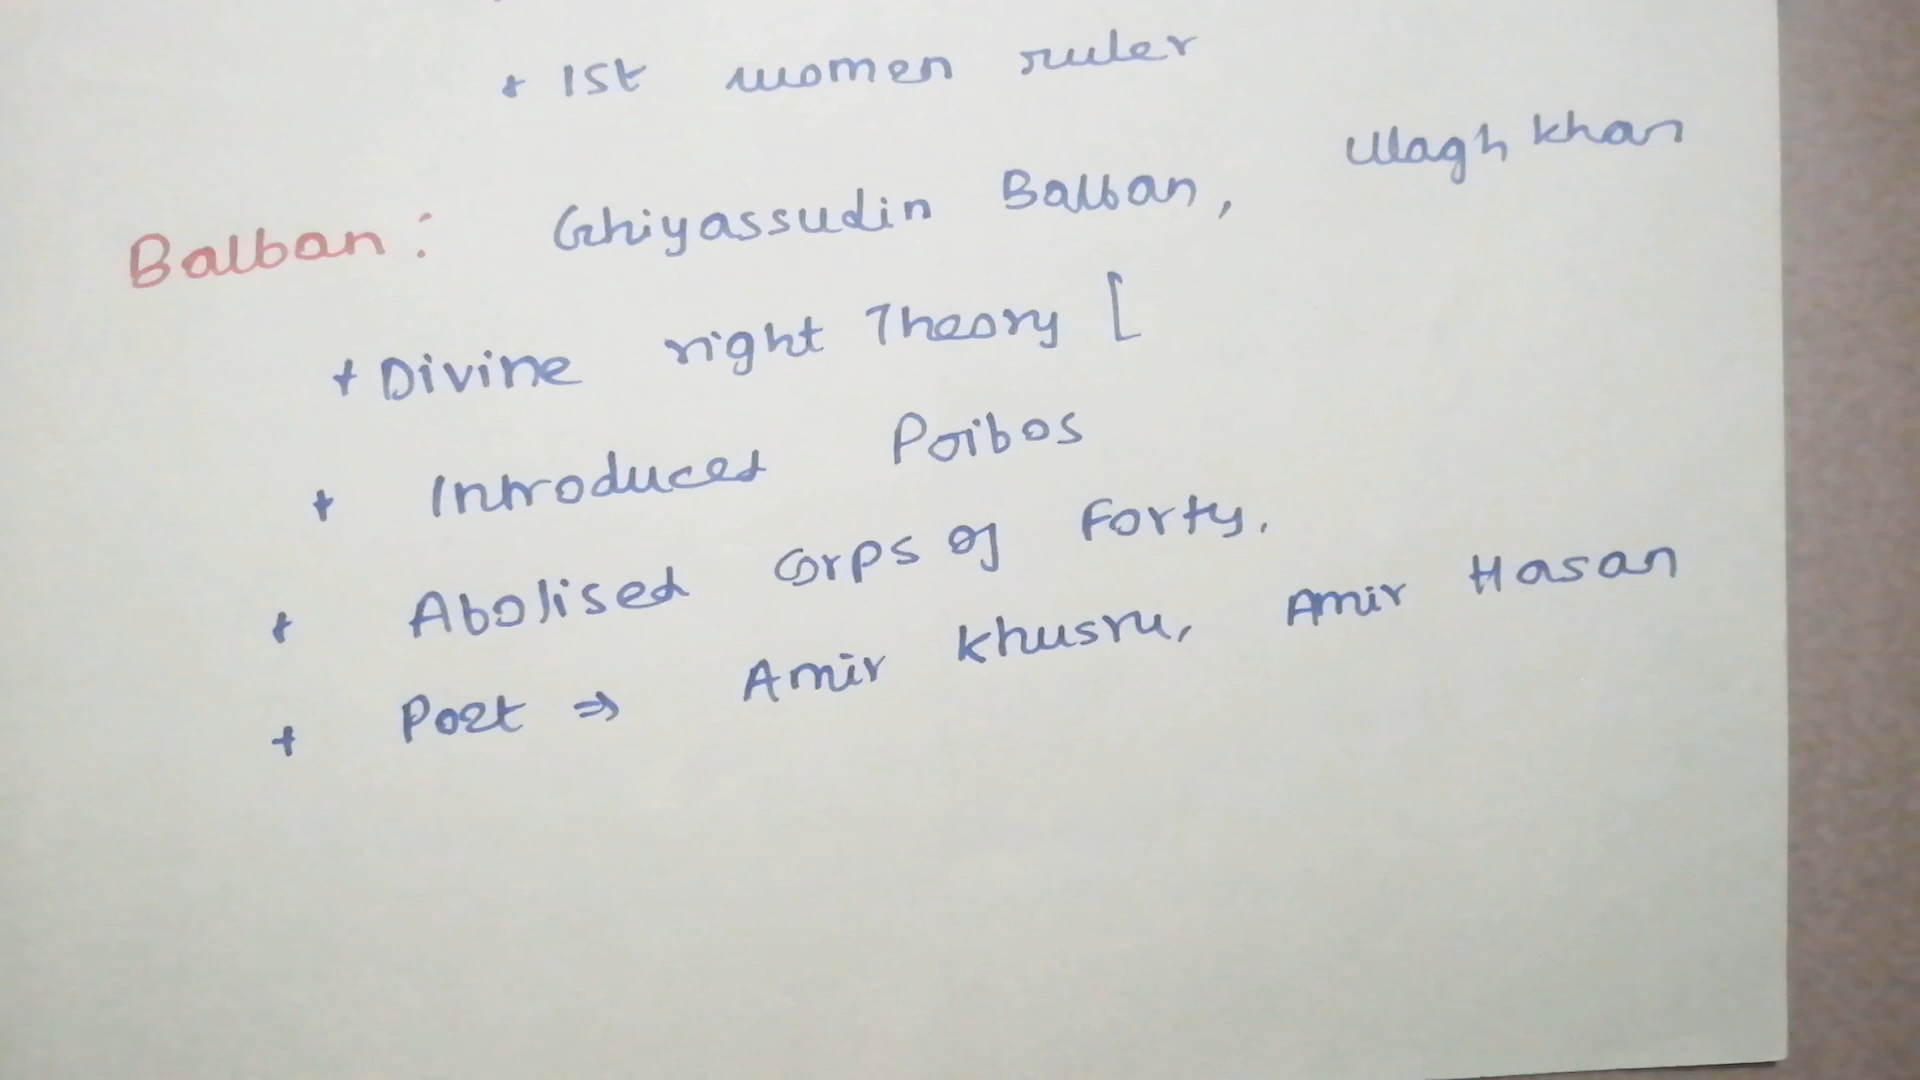 + 1st women ruler
Balban: Ghiyassudin Balban, Ulagh khan
+ Divine right Theory [
+ Introduced Poibos
+ Abolised Corps of Forty.
+ Poet ⇒ Amir khusru, Amir Hasan